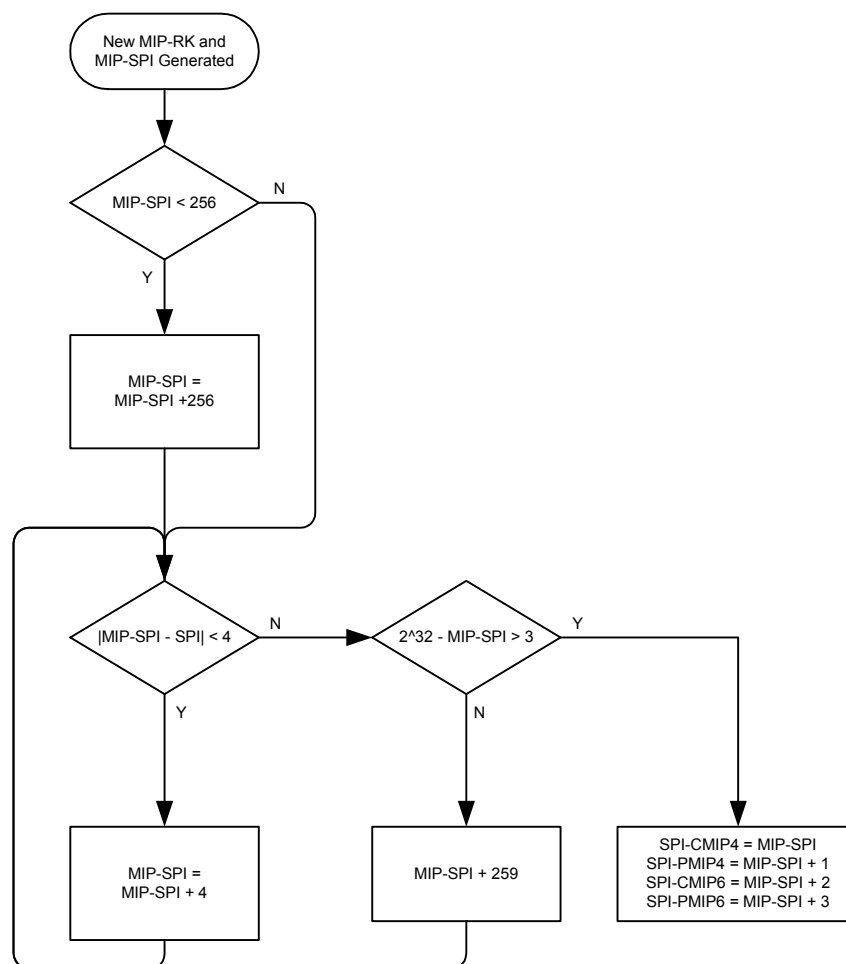 New MIP-RK and
MIP-SPI Generated
MIP-SPI < 256
N
Y
MIP-SPI =
MIP-SPI +256
|MIP-SPI - SPI| < 4
N
2^32 - MIP-SPI > 3
Y
Y
N
MIP-SPI =
MIP-SPI + 4
MIP-SPI + 259
SPI-CMIP4 = MIP-SPI
SPI-PMIP4 = MIP-SPI + 1
SPI-CMIP6 = MIP-SPI + 2
SPI-PMIP6 = MIP-SPI + 3